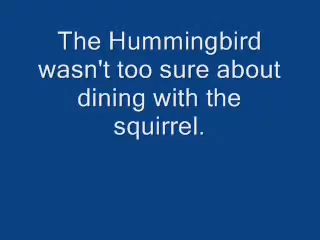 The Hummingbird
wasn't too sure about
dining with the
squirrel.